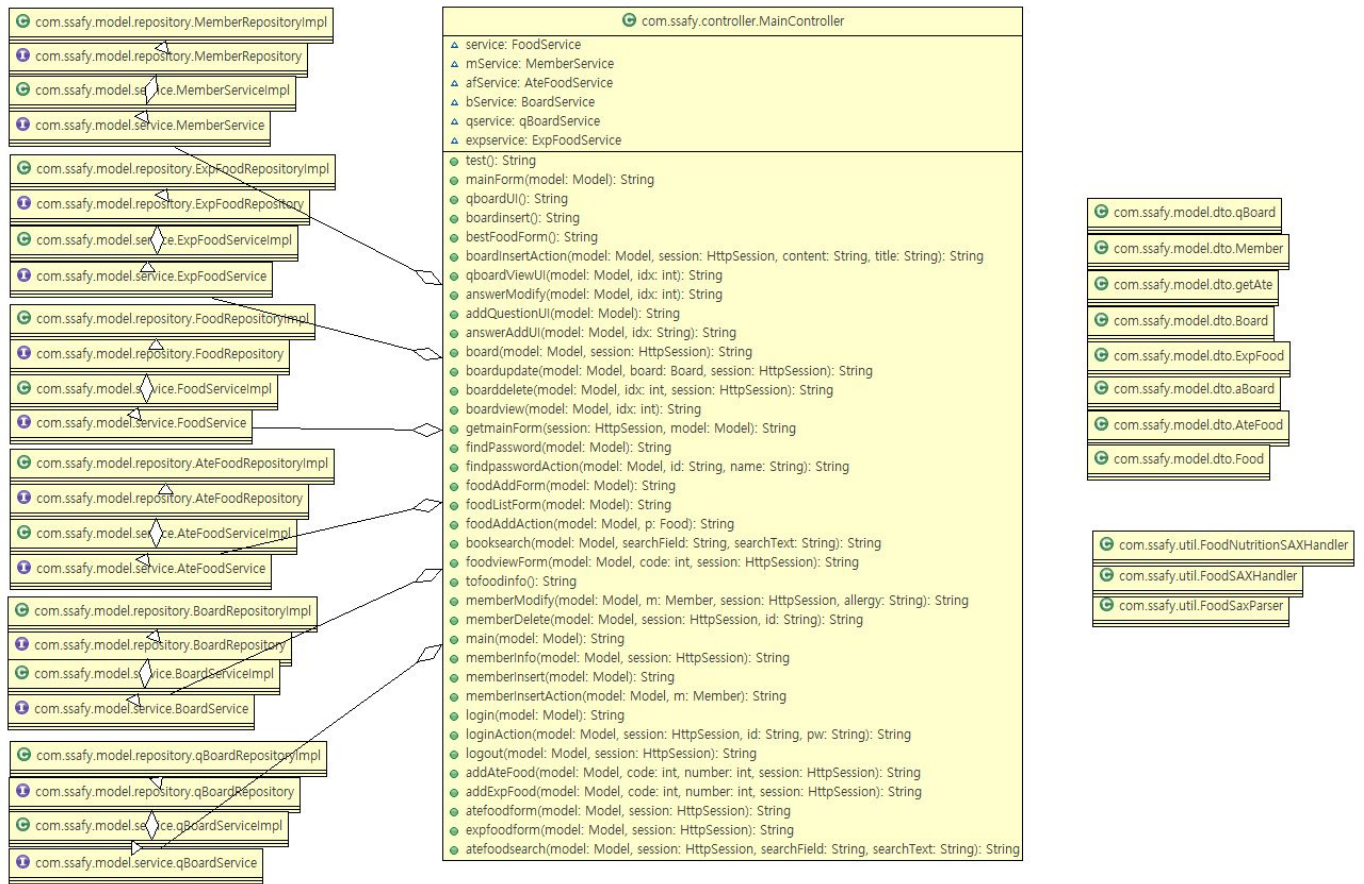 com.ssafy.model.repository.MemberRepositoryImpl
com.ssafy.model.repository.MemberRepository
com.ssafy.model.service.MemberServiceImpl
com.ssafy.model.service.MemberService
com.ssafy.model.repository.ExpFoodRepositoryImpl
com.ssafy.model.repository.ExpFoodRepository
com.ssafy.model.service.ExpFoodServiceImpl
com.ssafy.model.service.ExpFoodService
com.ssafy.model.repository.FoodRepositoryImpl
com.ssafy.model.repository.FoodRepository
com.ssafy.model.service.FoodServiceImpl
com.ssafy.model.service.FoodService
com.ssafy.model.repository.AteFoodRepositoryImpl
com.ssafy.model.repository.AteFoodRepository
com.ssafy.model.service.AteFoodServiceImpl
com.ssafy.model.service.AteFoodService
com.ssafy.model.repository.BoardRepositoryImpl
com.ssafy.model.repository.BoardRepository
com.ssafy.model.service.BoardServiceImpl
com.ssafy.model.service.BoardService
com.ssafy.model.repository.qBoardRepositoryImpl
com.ssafy.model.repository.qBoardRepository
com.ssafy.model.service.qBoardServiceImpl
com.ssafy.model.service.qBoardService
com.ssafy.controller.MainController
service: FoodService
mService: MemberService
afService: AteFoodService
bService: BoardService
qservice: qBoardService
expservice: ExpFoodService
test(): String
mainForm(model: Model): String
qboardUI(): String
boardinsert(): String
bestFoodForm(): String
boardInsertAction(model: Model, session: HttpSession, content: String, title: String): String
qboardViewUI(model: Model, idx: int): String
answerModify(model: Model, idx: int): String
addQuestionUI(model: Model): String
answerAddUI(model: Model, idx: String): String
board(model: Model, session: HttpSession): String
boardupdate(model: Model, board: Board, session: HttpSession): String
boarddelete(model: Model, idx: int, session: HttpSession): String
boardview(model: Model, idx: int): String
getmainForm(session: HttpSession, model: Model): String
findPassword(model: Model): String
findpasswordAction(model: Model, id: String, name: String): String
foodAddForm(model: Model): String
foodListForm(model: Model): String
foodAddAction(model: Model, p: Food): String
booksearch(model: Model, searchField: String, searchText: String): String
foodviewForm(model: Model, code: int, session: HttpSession): String
tofoodinfo(): String
memberModify(model: Model, m: Member, session: HttpSession, allergy: String): String
memberDelete(model: Model, session: HttpSession, id: String): String
main(model: Model): String
memberInfo(model: Model, session: HttpSession): String
memberInsert(model: Model): String
memberInsertAction(model: Model, m: Member): String
login(model: Model): String
loginAction(model: Model, session: HttpSession, id: String, pw: String): String
logout(model: Model, session: HttpSession): String
addAteFood(model: Model, code: int, number: int, session: HttpSession): String
addExpFood(model: Model, code: int, number: int, session: HttpSession): String
atefoodform(model: Model, session: HttpSession): String
expfoodform(model: Model, session: HttpSession): String
atefoodsearch(model: Model, session: HttpSession, searchField: String, searchText: String): String
com.ssafy.model.dto.qBoard
com.ssafy.model.dto.Member
com.ssafy.model.dto.getAte
com.ssafy.model.dto.Board
com.ssafy.model.dto.ExpFood
com.ssafy.model.dto.aBoard
com.ssafy.model.dto.AteFood
com.ssafy.model.dto.Food
com.ssafy.util.FoodNutritionSAXHandler
com.ssafy.util.FoodSAXHandler
com.ssafy.util.FoodSaxParser